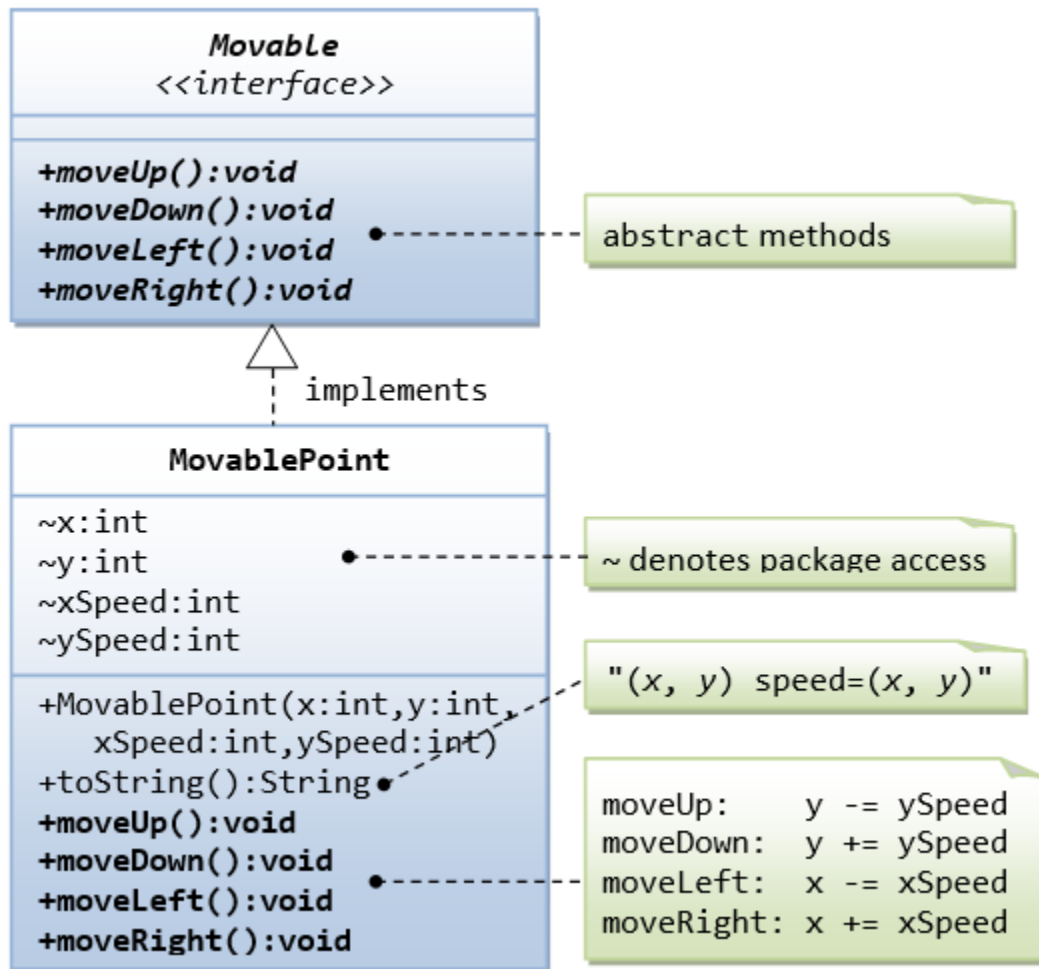 Movable
<<interface>>
+moveUp():void
+moveDown():void
+moveLeft():void
+moveRight():void
abstract methods
implements
MovablePoint
~x:int
~y:int
~xSpeed:int
~ySpeed:int
~ denotes package access
+MovablePoint(x:int,y:int,
xSpeed:int,ySpeed:int)
+toString():String
+moveUp():void
+moveDown():void
+moveLeft():void
+moveRight():void
"(x, y) speed=(x, y)"
moveUp: y -= ySpeed
moveDown: y += ySpeed
moveLeft: x -= xSpeed
moveRight: x += xSpeed